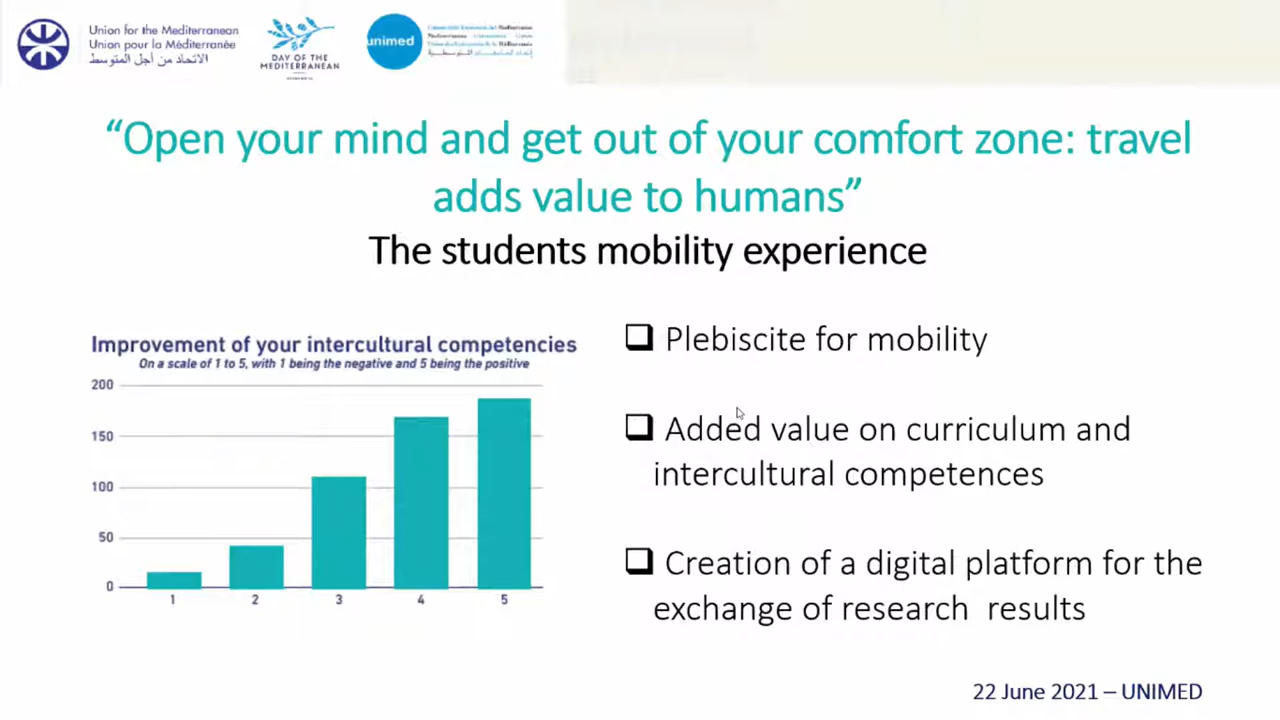 Union for the Mediterranean
Union pour la Méditerranée
الاتحاد من أجل المتوسط
DAY OF THE
MEDITERRANEAN
unimed
“Open your mind and get out of your comfort zone: travel
adds value to humans”
The students mobility experience
Improvement of your intercultural competencies
On a scale of 1 to 5, with 1 being the negative and 5 being the positive
200
150
100
50
0
1 2 3 4 5
Plebiscite for mobility
Added value on curriculum and
intercultural competences
Creation of a digital platform for the
exchange of research results
22 June 2021 – UNIMED